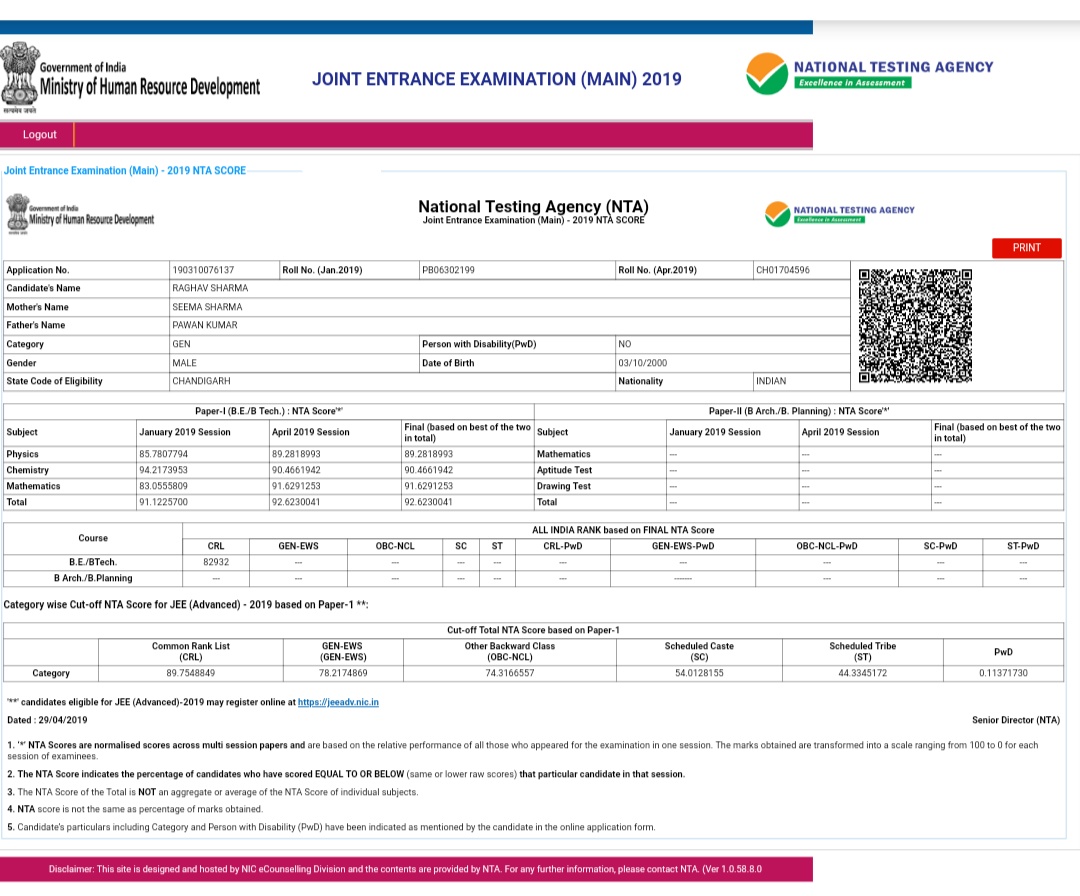 Government of India
Ministry of Human Resource Development
सत्यमेव जयते
JOINT ENTRANCE EXAMINATION (MAIN) 2019
NATIONAL TESTING AGENCY
Excellence in Assessment
Logout
Joint Entrance Examination (Main) - 2019 NTA SCORE
Government of India
Ministry of Human Resource Development
National Testing Agency (NTA)
Joint Entrance Examination (Main) - 2019 NTA SCORE
NATIONAL TESTING AGENCY
Excellence in Assessment
PRINT
Application No. 190310076137 Roll No. (Jan.2019) PB06302199 Roll No. (Apr.2019) CH01704596
Candidate's Name RAGHAV SHARMA
Mother's Name SEEMA SHARMA
Father's Name PAWAN KUMAR
Category GEN Person with Disability(PwD) NO
Gender MALE Date of Birth 03/10/2000
State Code of Eligibility CHANDIGARH Nationality INDIAN
Paper-I (B.E./B Tech.) : NTA Score'*' Paper-II (B Arch./B. Planning) : NTA Score'*'
Subject January 2019 Session April 2019 Session Final (based on best of the two in total) Subject January 2019 Session April 2019 Session Final (based on best of the two in total)
Physics 85.7807794 89.2818993 89.2818993 Mathematics --- --- ---
Chemistry 94.2173953 90.4661942 90.4661942 Aptitude Test --- --- ---
Mathematics 83.0555809 91.6291253 91.6291253 Drawing Test --- --- ---
Total 91.1225700 92.6230041 92.6230041 Total --- --- ---
Course ALL INDIA RANK based on FINAL NTA Score
CRL GEN-EWS OBC-NCL SC ST CRL-PwD GEN-EWS-PwD OBC-NCL-PwD SC-PwD ST-PwD
B.E./BTech. 82932 --- --- --- --- --- --- --- --- ---
B Arch./B.Planning --- --- --- --- --- --- ------- --- --- ---
Category wise Cut-off NTA Score for JEE (Advanced) - 2019 based on Paper-1 **:
Cut-off Total NTA Score based on Paper-1
Common Rank List (CRL) GEN-EWS (GEN-EWS) Other Backward Class (OBC-NCL) Scheduled Caste (SC) Scheduled Tribe (ST) PwD
Category 89.7548849 78.2174869 74.3166557 54.0128155 44.3345172 0.11371730
'**' candidates eligible for JEE (Advanced)-2019 may register online at https://jeeadv.nic.in
Dated : 29/04/2019 Senior Director (NTA)
1. '*' NTA Scores are normalised scores across multi session papers and are based on the relative performance of all those who appeared for the examination in one session. The marks obtained are transformed into a scale ranging from 100 to 0 for each
session of examinees.
2. The NTA Score indicates the percentage of candidates who have scored EQUAL TO OR BELOW (same or lower raw scores) that particular candidate in that session.
3. The NTA Score of the Total is NOT an aggregate or average of the NTA Score of individual subjects.
4. NTA score is not the same as percentage of marks obtained.
5. Candidate's particulars including Category and Person with Disability (PwD) have been indicated as mentioned by the candidate in the online application form.
Disclaimer: This site is designed and hosted by NIC eCounselling Division and the contents are provided by NTA. For any further information, please contact NTA. (Ver 1.0.58.8.0